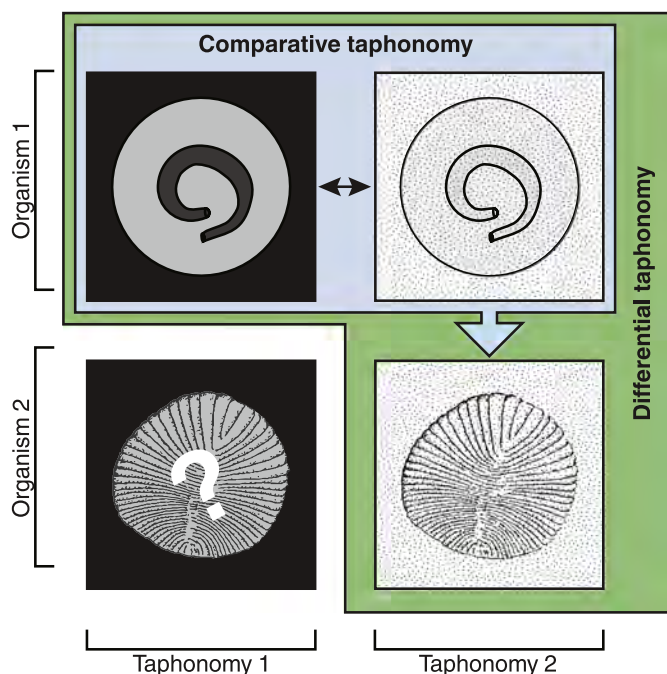 Comparative taphonomy
Organism 1
Differential taphonomy
Organism 2
?
Taphonomy 1
Taphonomy 2